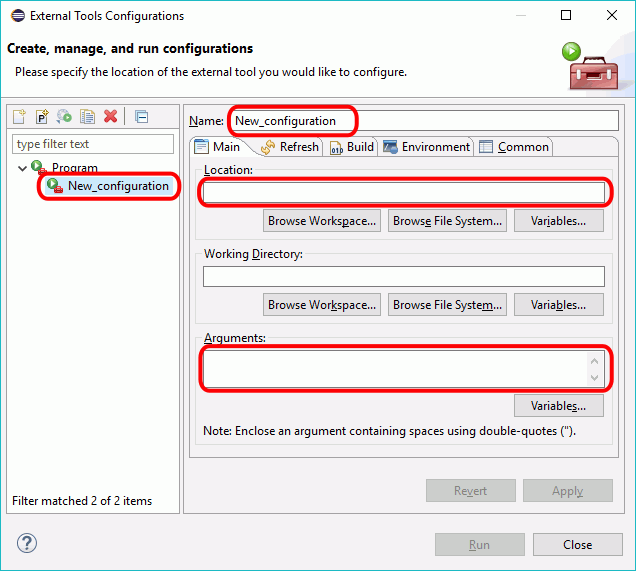 External Tools Configurations
Create, manage, and run configurations
Please specify the location of the external tool you would like to configure.
type filter text
Program
New_configuration
Filter matched 2 of 2 items
Name: New_configuration
Main Refresh Build Environment Common
Location:
Browse Workspace... Browse File System... Variables...
Working Directory:
Browse Workspace... Browse File System... Variables...
Arguments:
Variables...
Note: Enclose an argument containing spaces using double-quotes (").
Revert Apply
Run Close